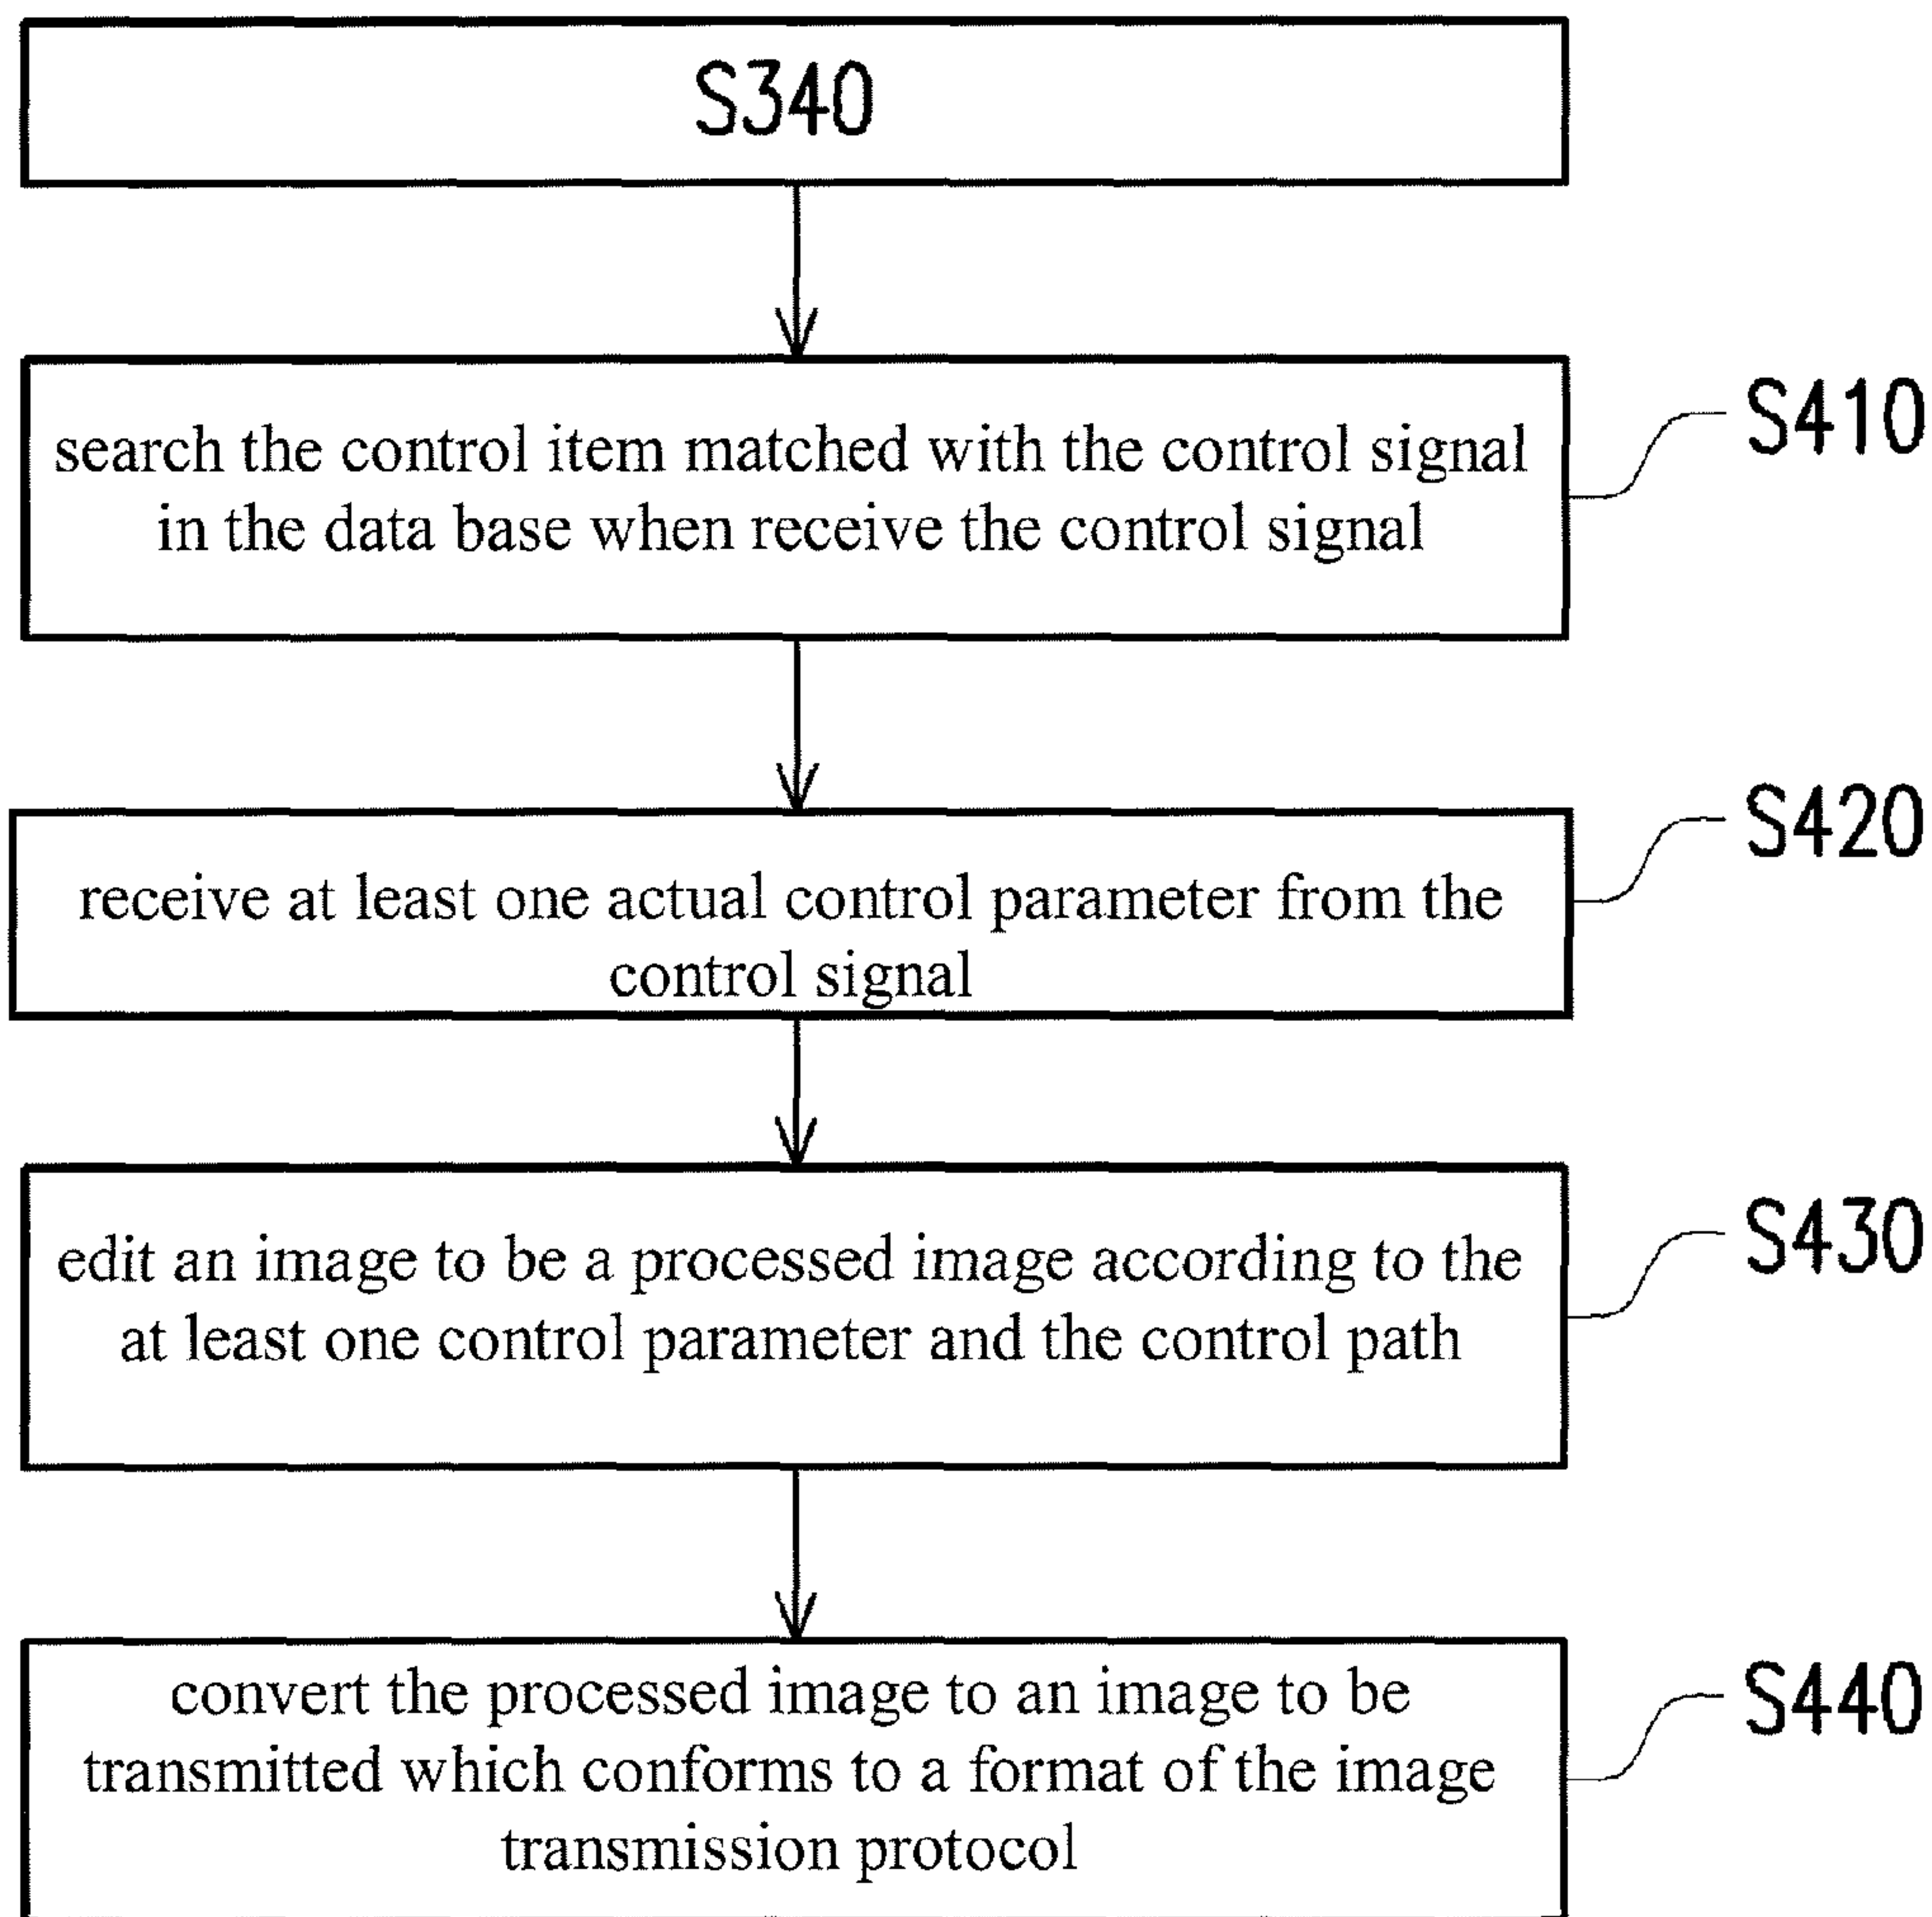 S340
search the control item matched with the control signal
in the data base when receive the control signal
S410
receive at least one actual control parameter from the
control signal
S420
edit an image to be a processed image according to the
at least one control parameter and the control path
S430
convert the processed image to an image to be
transmitted which conforms to a format of the image
transmission protocol
S440